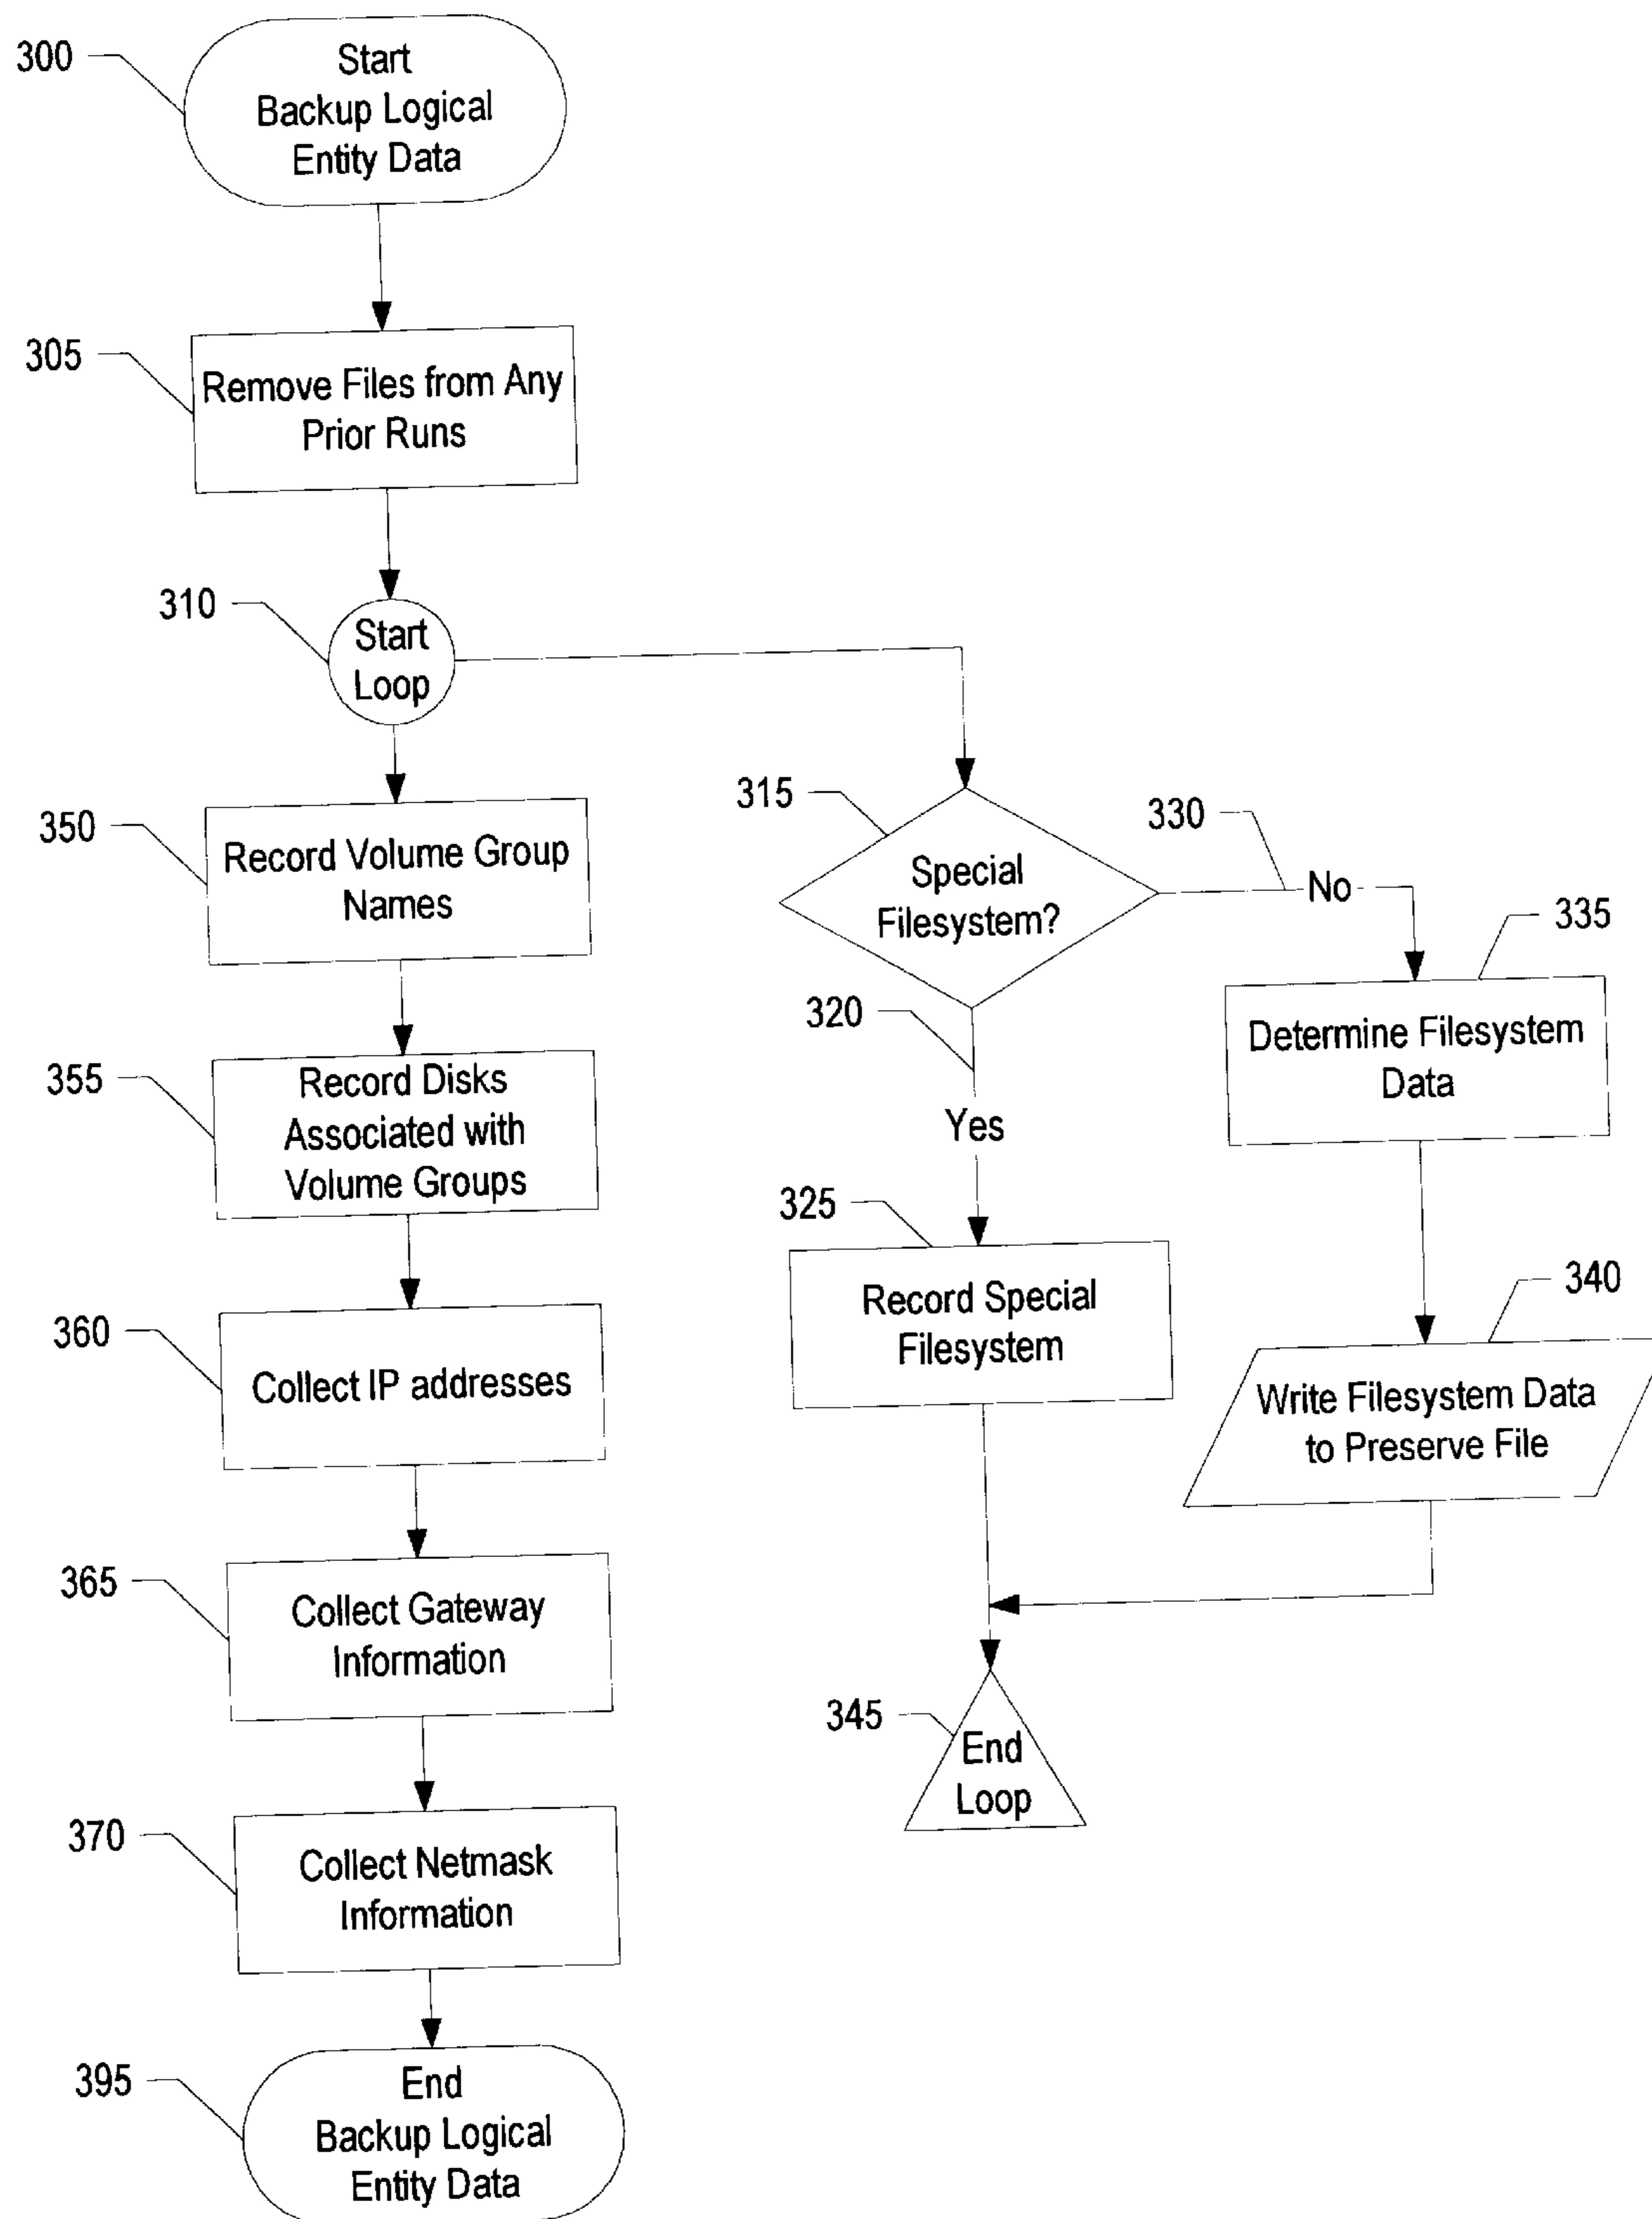 300
Start
Backup Logical
Entity Data
305
Remove Files from Any
Prior Runs
310
Start
Loop
315
Special
Filesystem?
320
Yes
325
Record Special
Filesystem
330
No
335
Determine Filesystem
Data
340
Write Filesystem Data
to Preserve File
345
End
Loop
350
Record Volume Group
Names
355
Record Disks
Associated with
Volume Groups
360
Collect IP addresses
365
Collect Gateway
Information
370
Collect Netmask
Information
395
End
Backup Logical
Entity Data